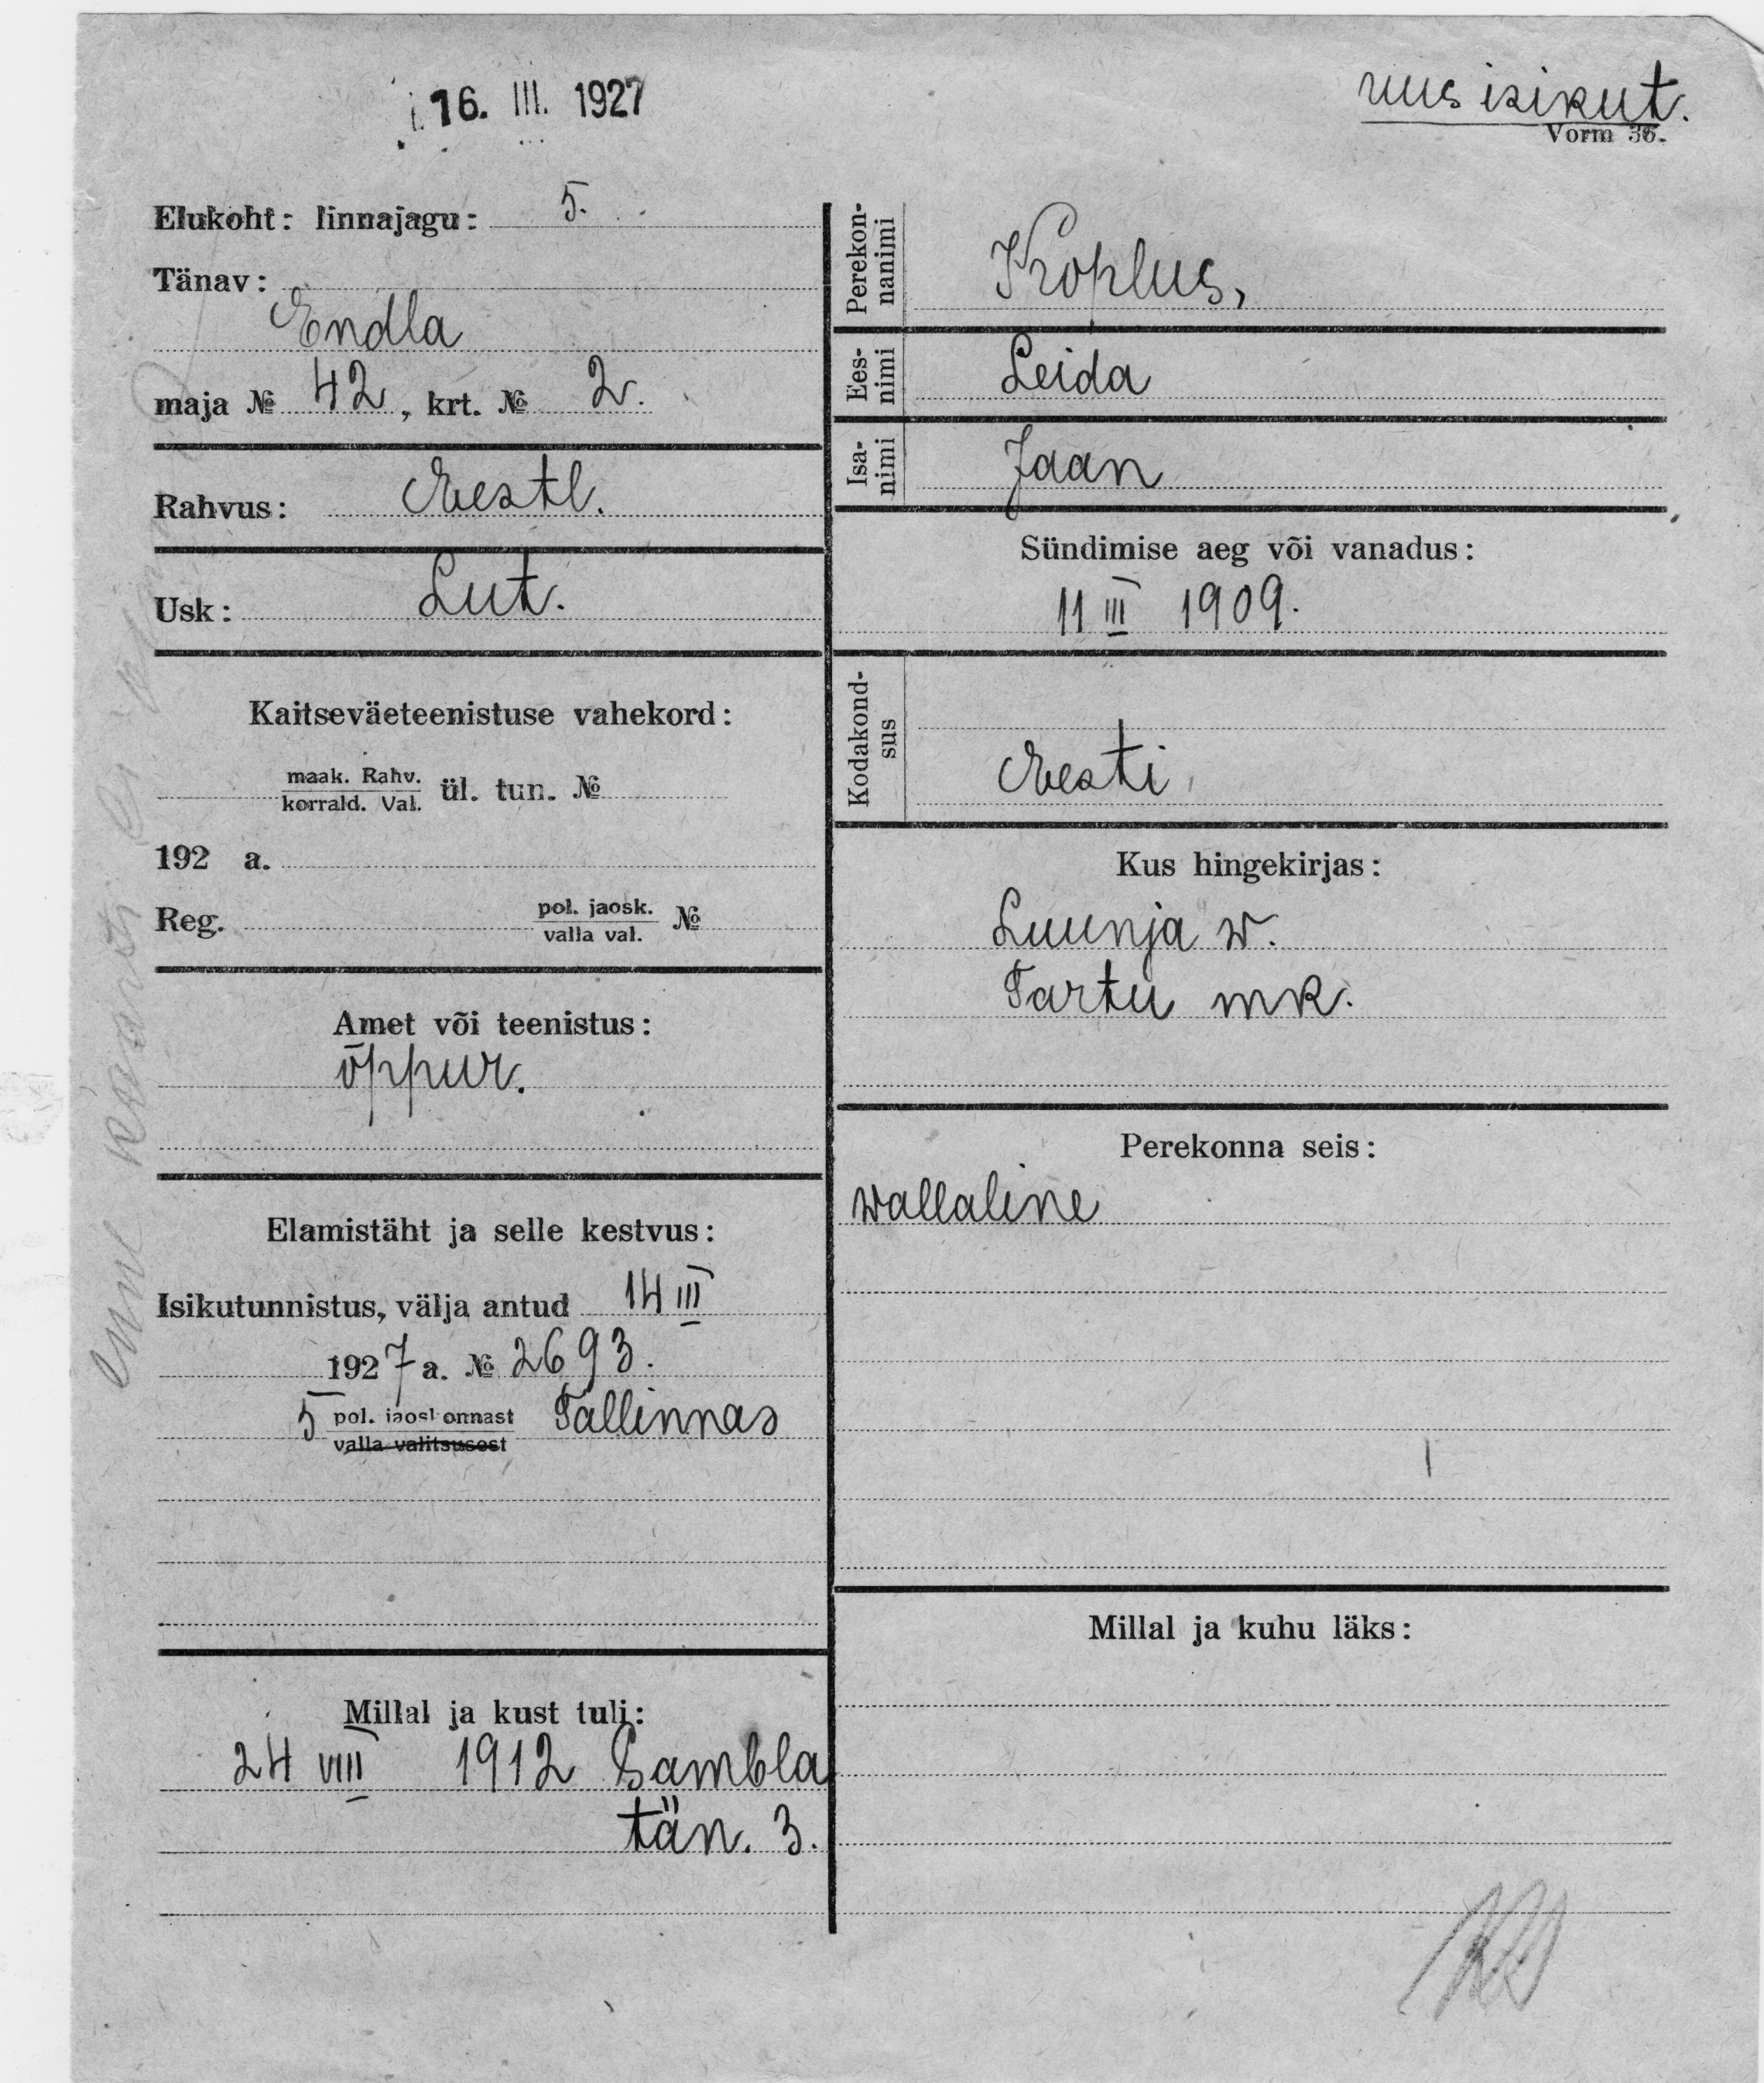 16. III. 1927
uus isikut.
Vorm 36.
Elukoht: linnajagu: 5.
Tänav:
Endla
maja № 42, krt. № 2.
Rahvus: Eestl.
Usk: Lut.
Kaitseväeteenistuse vahekord:
maak. Rahv.
korrald. Val. ül. tun. №
192 a.
Reg. pol. jaosk.
valla val. №
Amet või teenistus:
õppur.
Elamistäht ja selle kestvus:
Isikutunnistus, välja antud 14 III
1927 a. № 2693.
5 pol. jaoskonnast Tallinnas
valla valitsusest
Millal ja kust tuli:
24 VIII 1912 Sambla
tän. 3.
Perekon-
nanimi
Koplus,
Ees-
nimi
Leida
Isa-
nimi
Jaan
Sündimise aeg või vanadus:
11 III 1909.
Kodakond-
sus
Eesti
Kus hingekirjas:
Luunja w.
Tartu mk.
Perekonna seis:
wallaline
Millal ja kuhu läks: